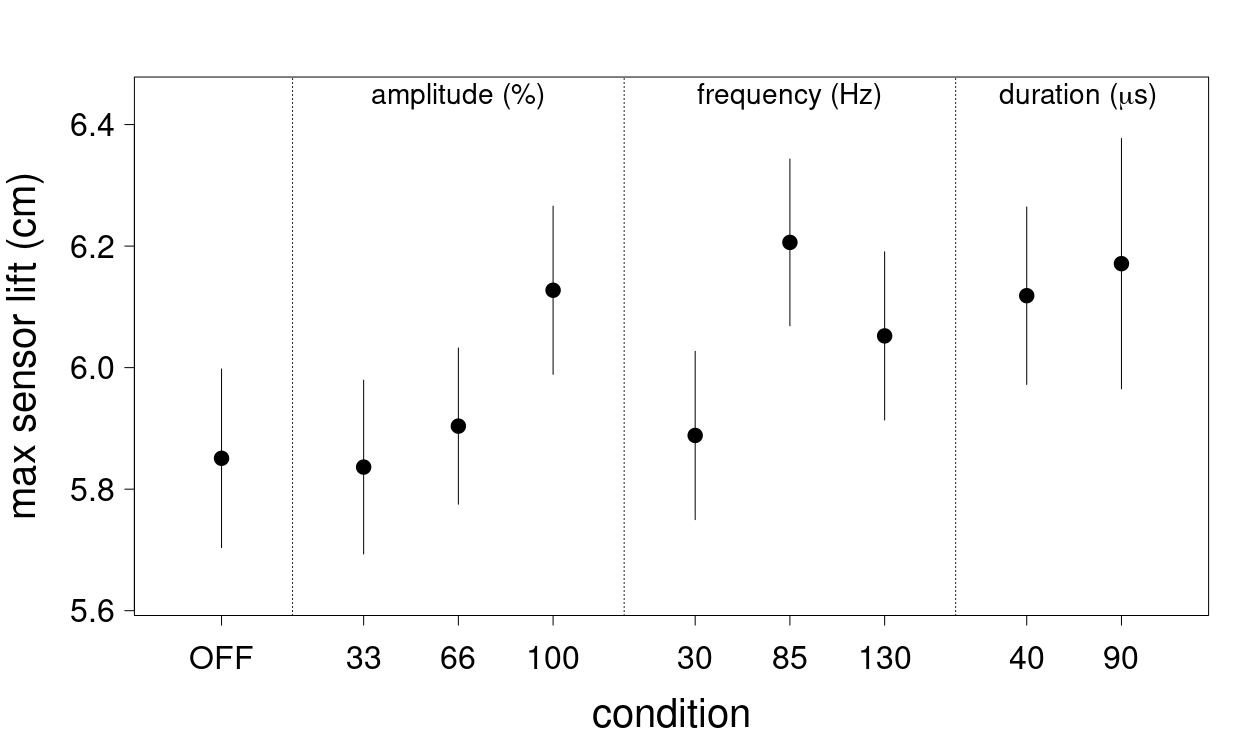 amplitude (%)
frequency (Hz)
duration (μs)
max sensor lift (cm)
6.4
6.2
6.0
5.8
5.6
OFF 33 66 100 30 85 130 40 90
condition